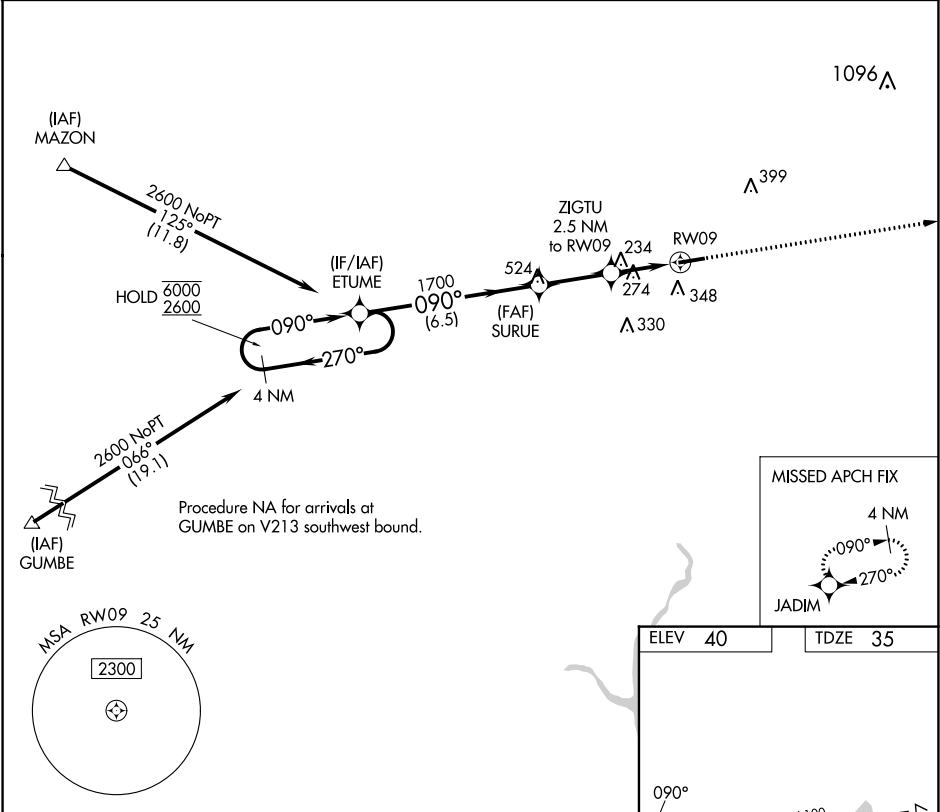 1096
(IAF)
MAZON
399
2600 NoPT
125°
(11.8)
ZIGTU
2.5 NM
to RW09
234
RW09
(IF/IAF)
ETUME
524
1700
090°
(6.5)
274
348
HOLD 6000
2600
(FAF)
SURUE
330
090°
270°
4 NM
2600 NoPT
066°
(19.1)
Procedure NA for arrivals at
GUMBE on V213 southwest bound.
(IAF)
GUMBE
MISSED APCH FIX
4 NM
090°
270°
JADIM
MSA RW09 25 NM
2300
ELEV 40
TDZE 35
090°